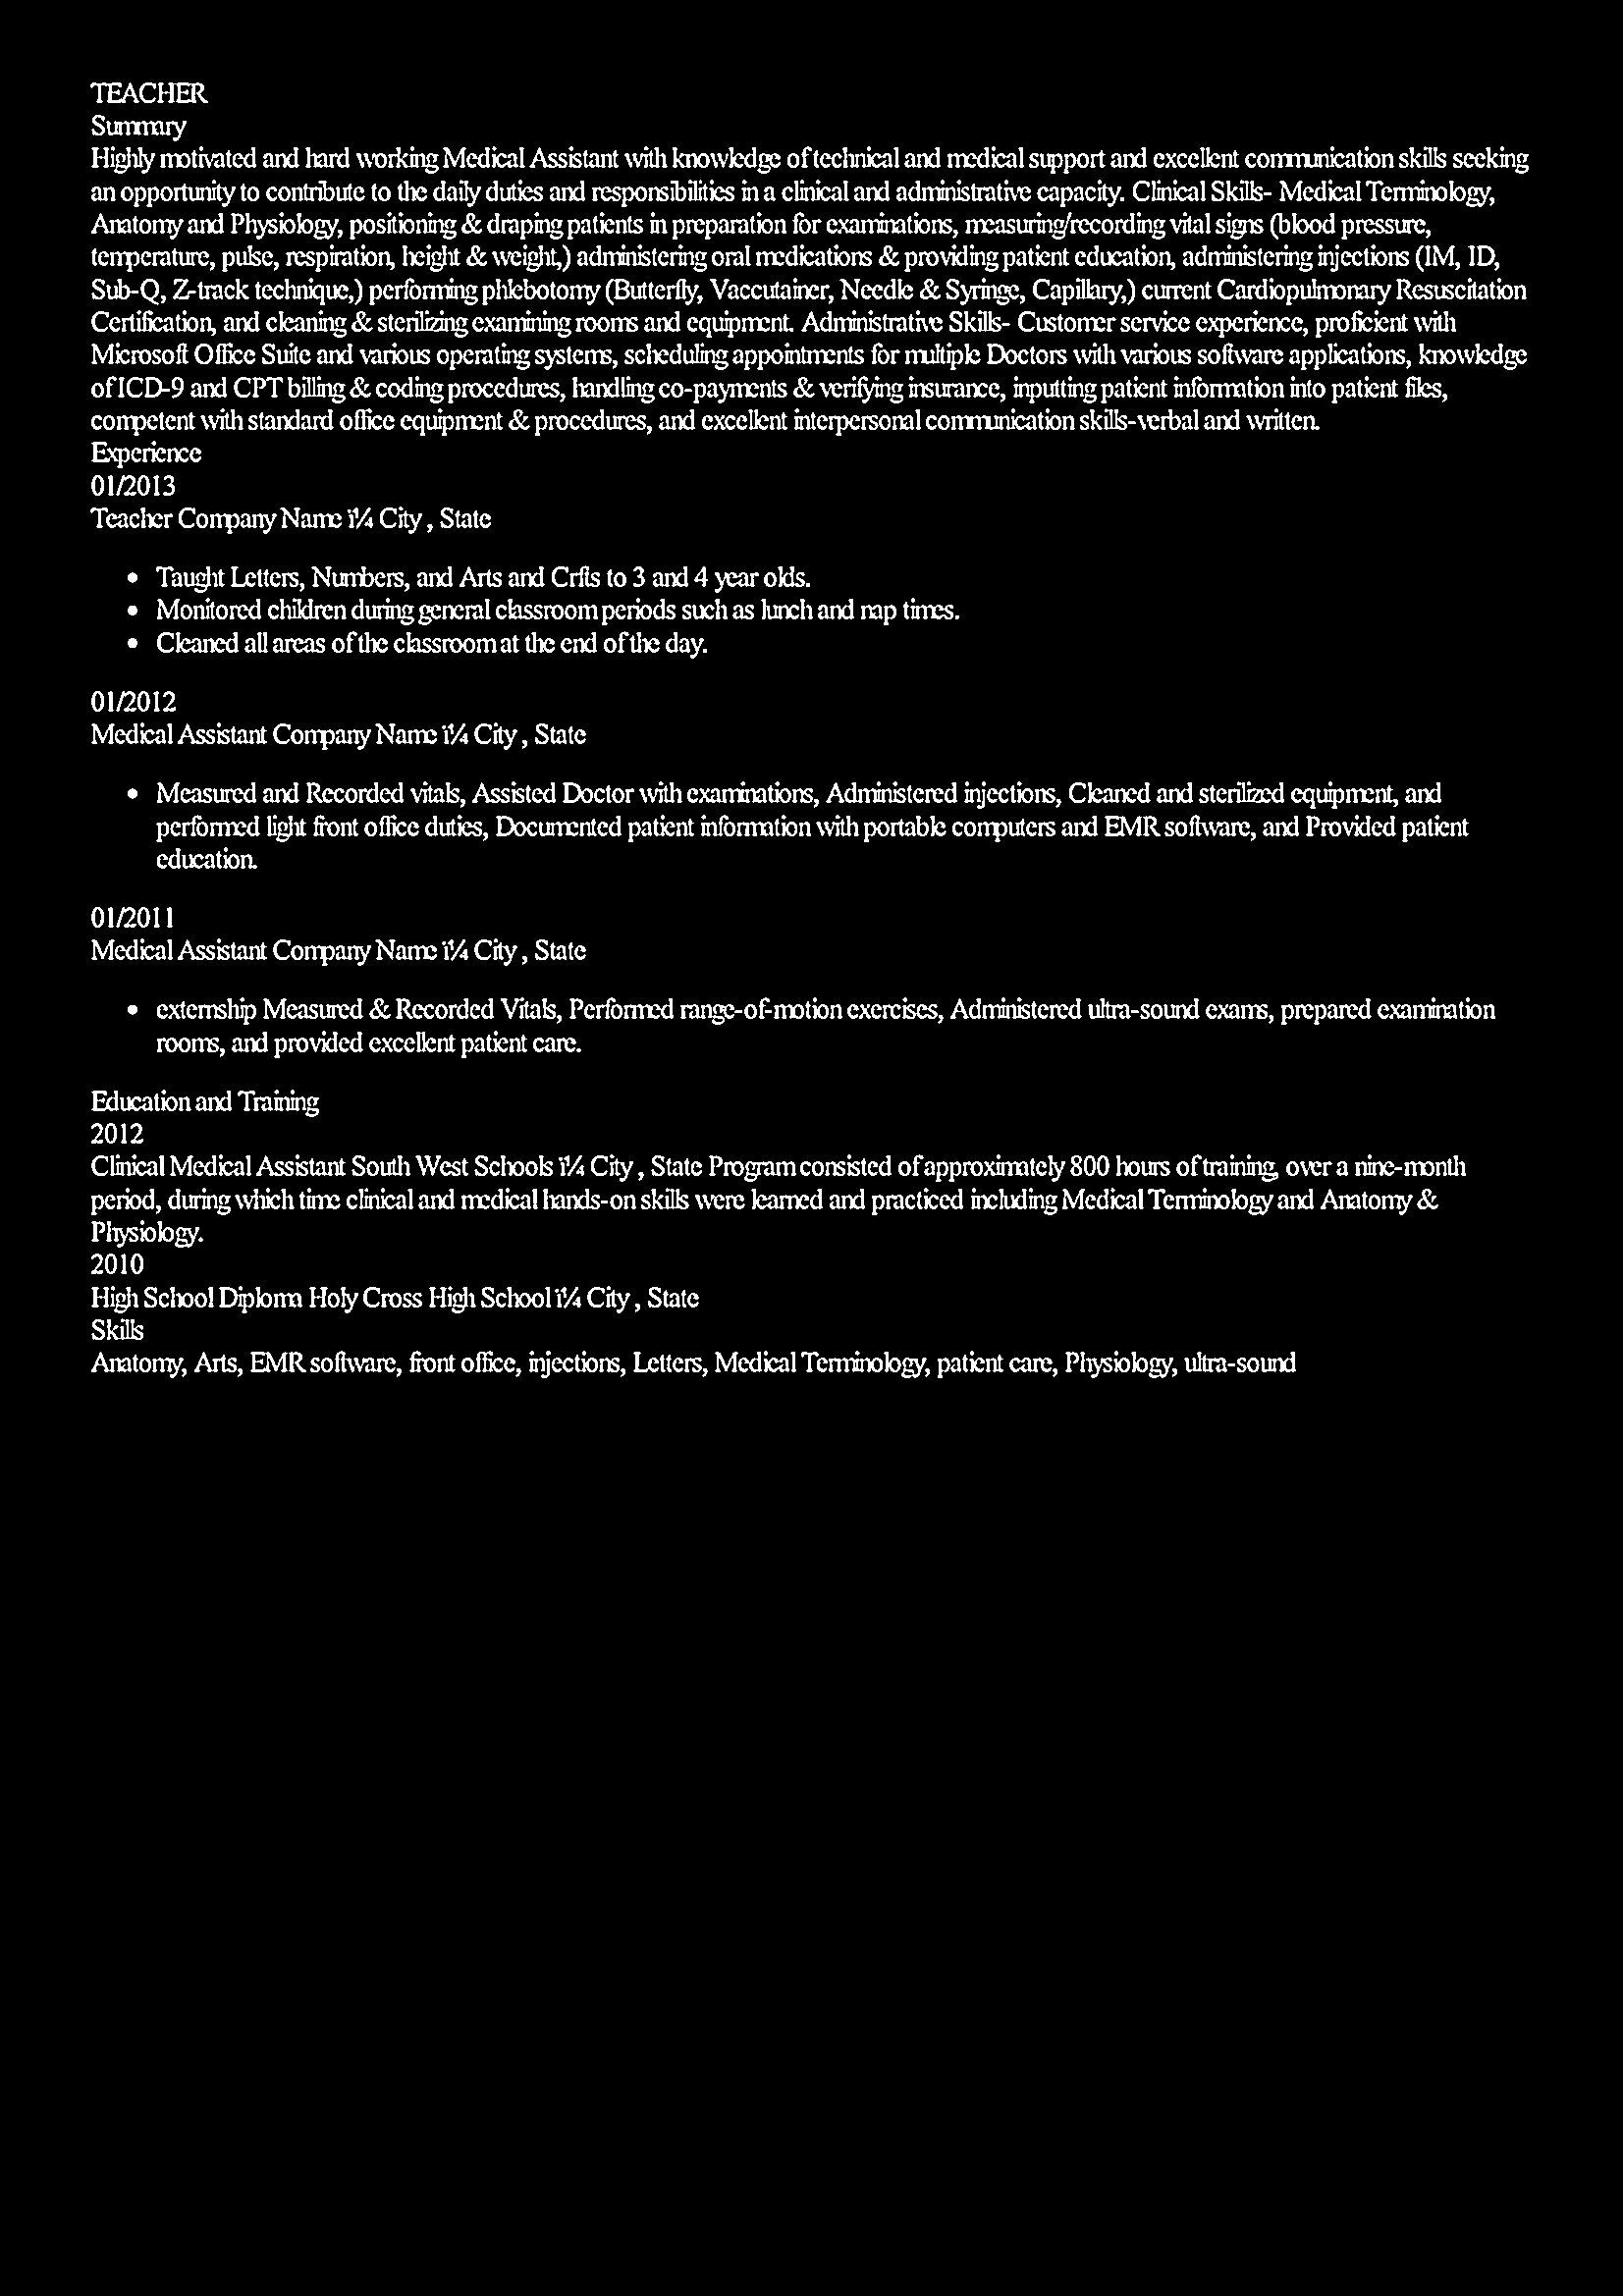 TEACHER
Summary
Highly motivated and hard working Medical Assistant with knowledge of technical and medical support and excellent communication skills seeking
an opportunity to contribute to the daily duties and responsibilities in a clinical and administrative capacity. Clinical Skills- Medical Terminology,
Anatomy and Physiology, positioning & draping patients in preparation for examinations, measuring/recording vital signs (blood pressure,
temperature, pulse, respiration, height & weight,) administering oral medications & providing patient education, administering injections (IM, ID,
Sub-Q, Z-track technique,) performing phlebotomy (Butterfly, Vaccutainer, Needle & Syringe, Capillary,) current Cardiopulmonary Resuscitation
Certification, and cleaning & sterilizing examining rooms and equipment. Administrative Skills- Customer service experience, proficient with
Microsoft Office Suite and various operating systems, scheduling appointments for multiple Doctors with various software applications, knowledge
of ICD-9 and CPT billing & coding procedures, handling co-payments & verifying insurance, inputting patient information into patient files,
competent with standard office equipment & procedures, and excellent interpersonal communication skills-verbal and written.
Experience
01/2013
Teacher Company Name ï¼ City , State
• Taught Letters, Numbers, and Arts and Crfts to 3 and 4 year olds.
• Monitored children during general classroom periods such as lunch and nap times.
• Cleaned all areas of the classroom at the end of the day.
01/2012
Medical Assistant Company Name ï¼ City , State
• Measured and Recorded vitals, Assisted Doctor with examinations, Administered injections, Cleaned and sterilized equipment, and
performed light front office duties, Documented patient information with portable computers and EMR software, and Provided patient
education.
01/2011
Medical Assistant Company Name ï¼ City , State
• externship Measured & Recorded Vitals, Performed range-of-motion exercises, Administered ultra-sound exams, prepared examination
rooms, and provided excellent patient care.
Education and Training
2012
Clinical Medical Assistant South West Schools ï¼ City , State Program consisted of approximately 800 hours of training, over a nine-month
period, during which time clinical and medical hands-on skills were learned and practiced including Medical Terminology and Anatomy &
Physiology.
2010
High School Diploma Holy Cross High School ï¼ City , State
Skills
Anatomy, Arts, EMR software, front office, injections, Letters, Medical Terminology, patient care, Physiology, ultra-sound